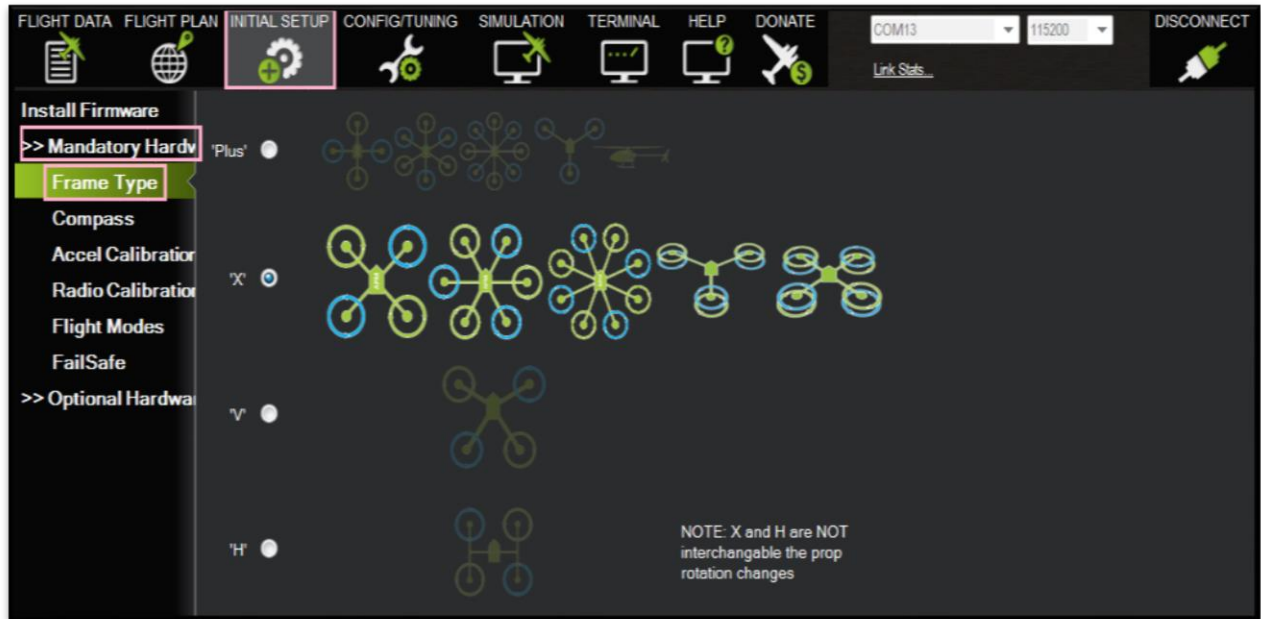 FLIGHT DATA FLIGHT PLAN INITIAL SETUP CONFIG/TUNING SIMULATION TERMINAL HELP DONATE DISCONNECT
COM13 115200
Link Stats...
Install Firmware
>> Mandatory Hardw
Frame Type
Compass
Accel Calibration
Radio Calibration
Flight Modes
FailSafe
>> Optional Hardwa
'Plus'
'X'
'V'
'H'
NOTE: X and H are NOT
interchangable the prop
rotation changes